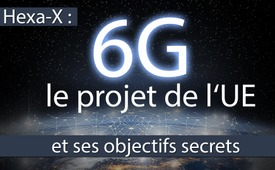 Hexa-X :
6G
le projet de l'UE
et ses objectifs secrets